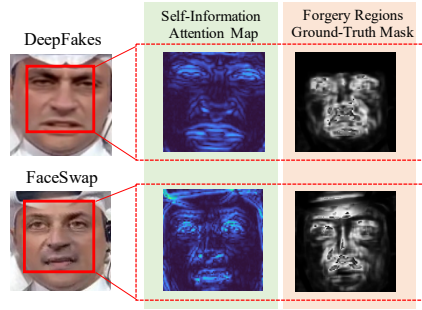 Self-Information
Attention Map
Forgery Regions
Ground-Truth Mask
DeepFakes
FaceSwap